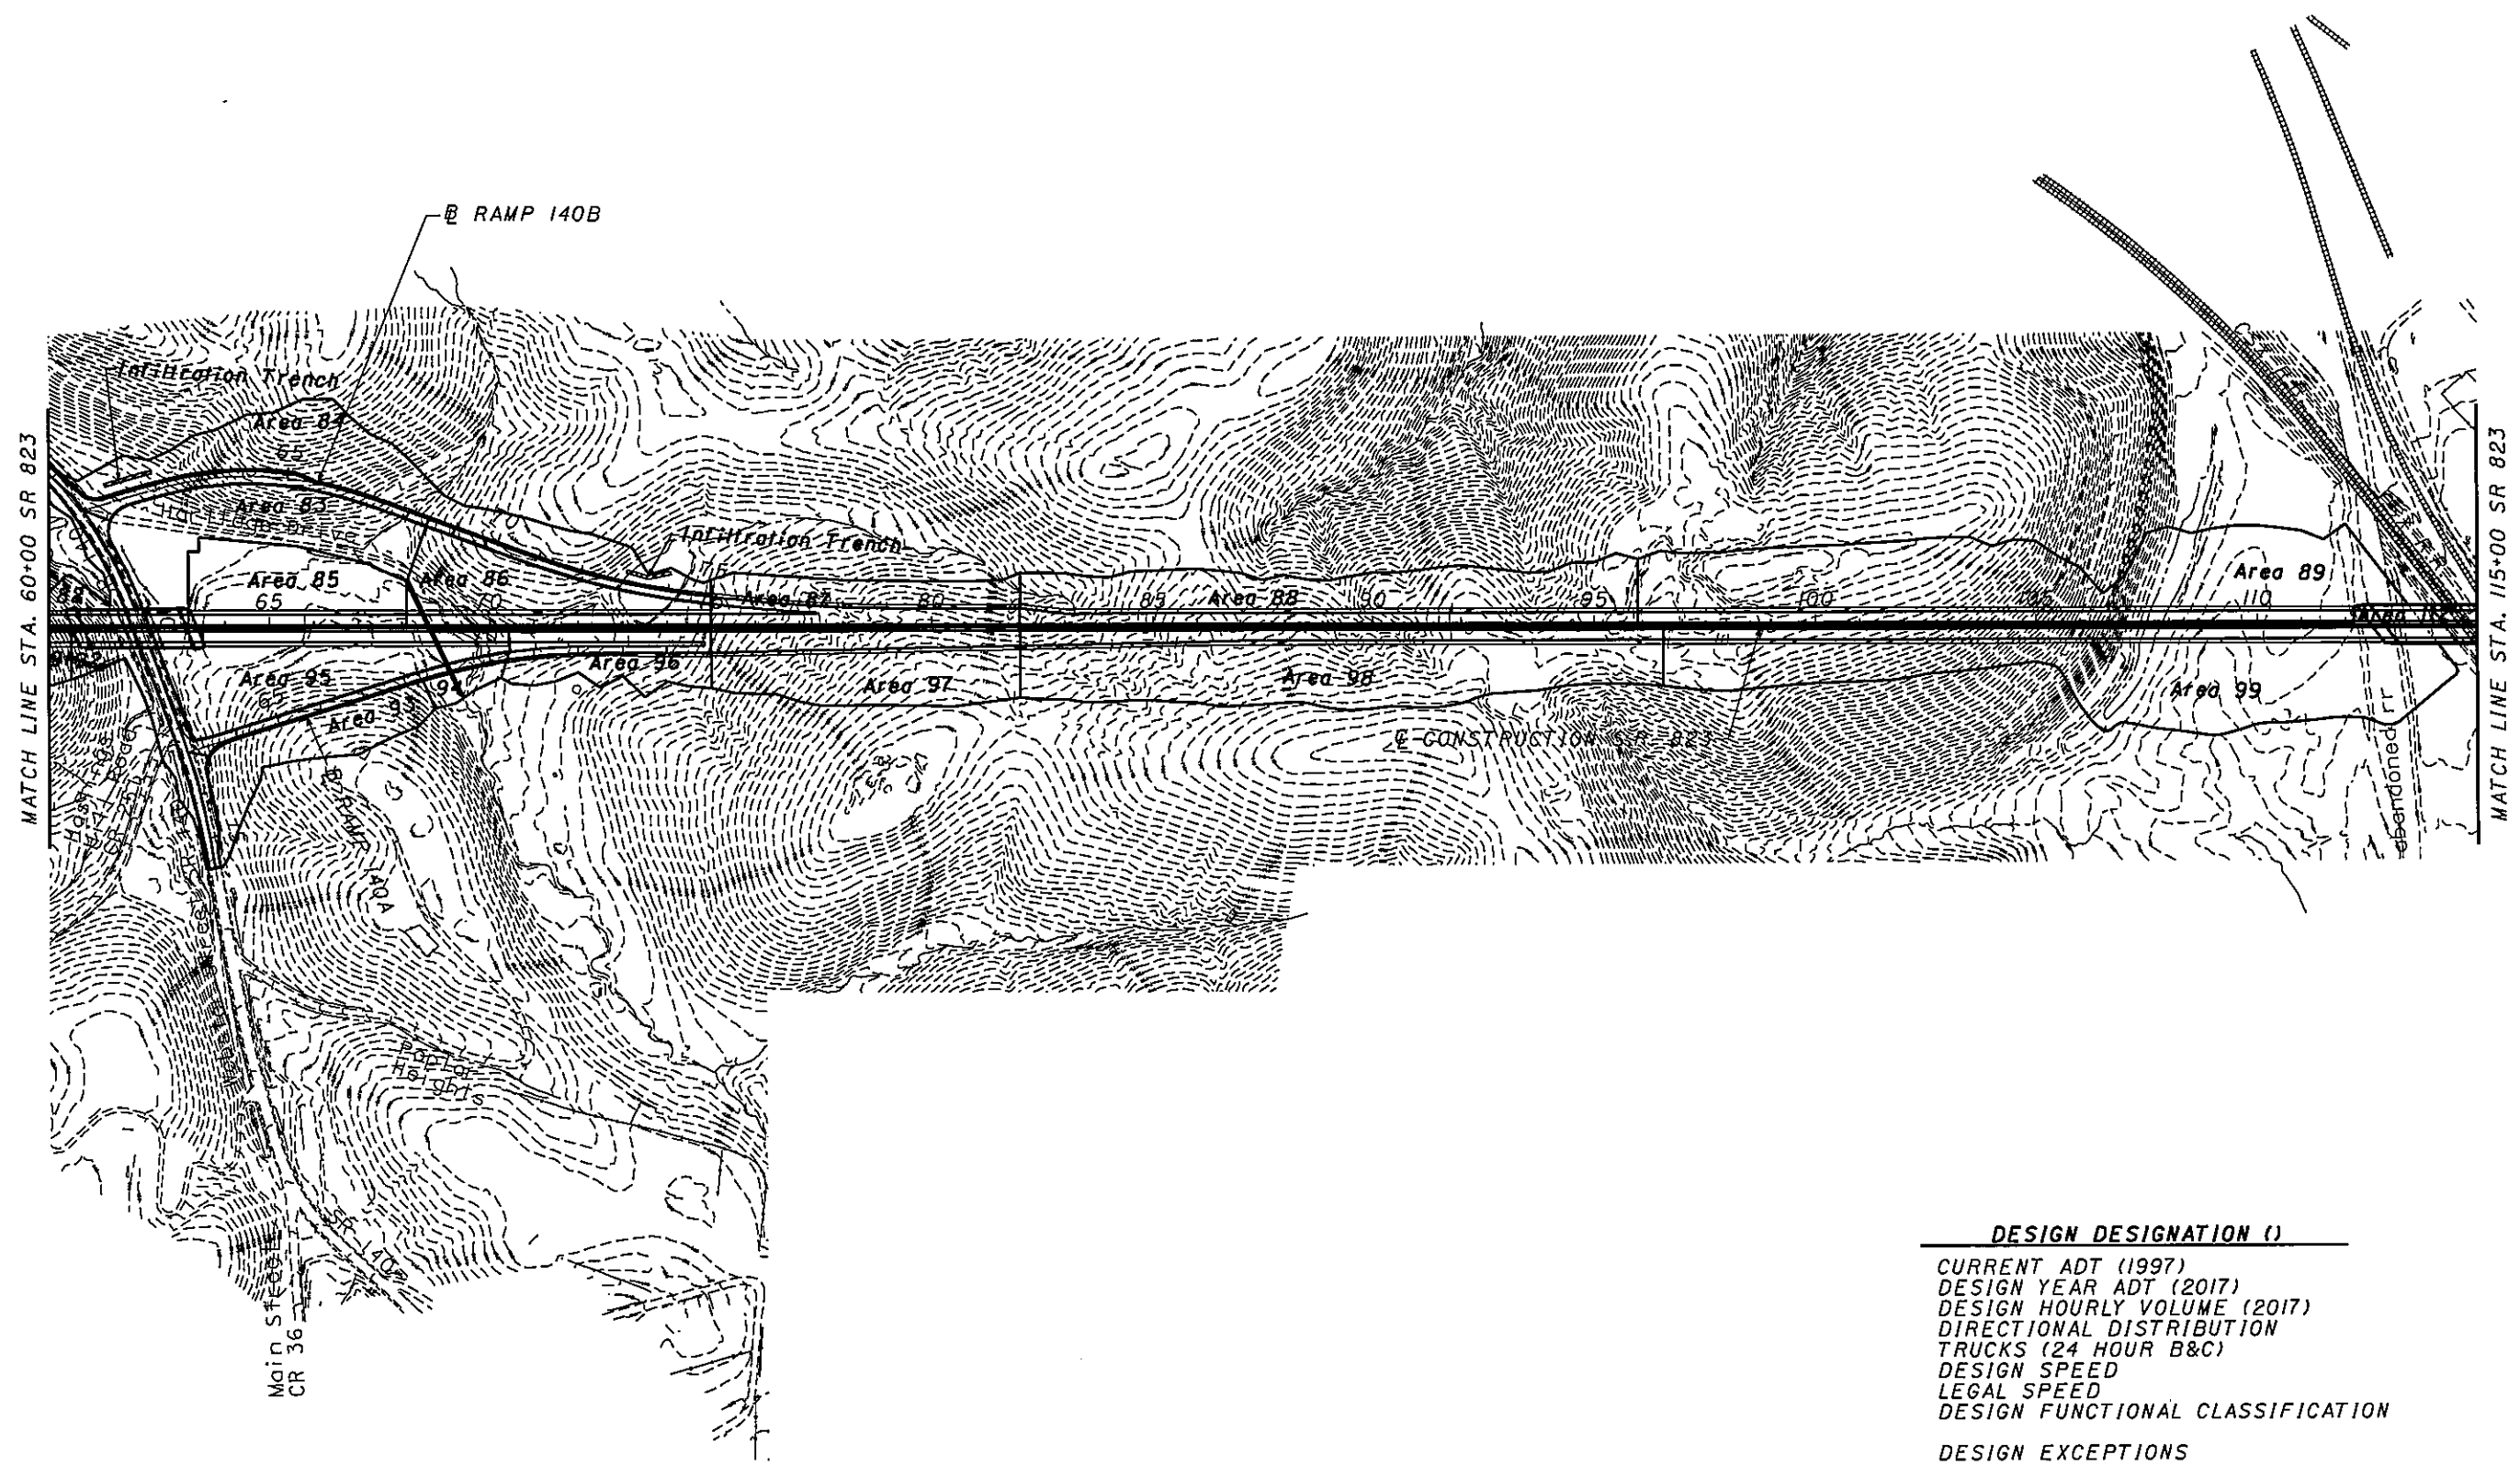 ℄ RAMP 140B
MATCH LINE STA. 60+00 SR 823
MATCH LINE STA. 115+00 SR 823
Infiltration Trench
Area 84
65
Area 83
Infiltration Trench
75
Area 85
65
Area 86
70
Area 87
80
85
Area 88
90
95
100
105
Area 89
110
Area 95
65
94
Area 93
Area 96
Area 97
Area 98
Area 99
℄ CONSTRUCTION S.R. 823
RAMP 140A
abandoned rr
Poplar
Heights
SR 140
Main Street
CR 36
DESIGN DESIGNATION ()
CURRENT ADT (1997)
DESIGN YEAR ADT (2017)
DESIGN HOURLY VOLUME (2017)
DIRECTIONAL DISTRIBUTION
TRUCKS (24 HOUR B&C)
DESIGN SPEED
LEGAL SPEED
DESIGN FUNCTIONAL CLASSIFICATION
DESIGN EXCEPTIONS